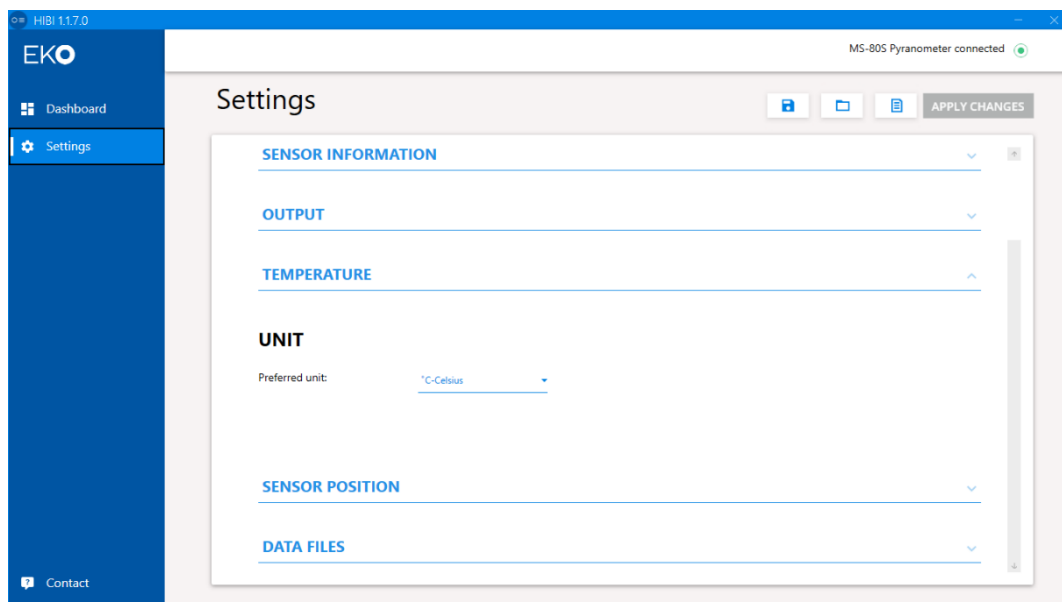 HIBI 1.1.7.0
EKO
MS-80S Pyranometer connected
Dashboard
Settings
Settings
APPLY CHANGES
SENSOR INFORMATION
OUTPUT
TEMPERATURE
UNIT
Preferred unit: °C-Celsius
SENSOR POSITION
DATA FILES
Contact